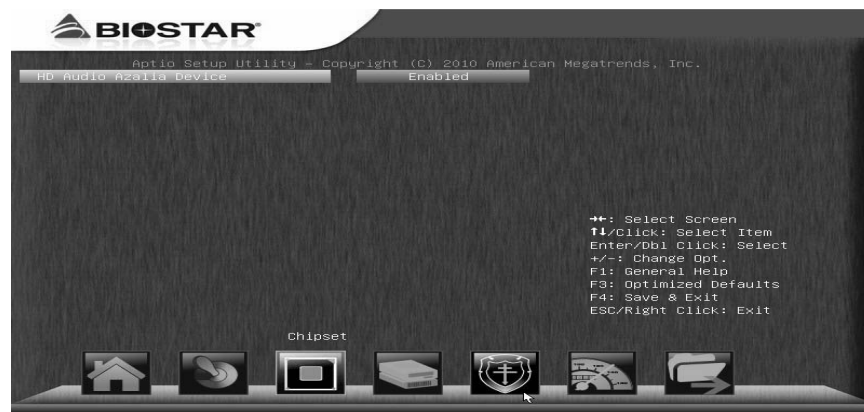 BIOSTAR®
Aptio Setup Utility - Copyright (C) 2010 American Megatrends, Inc.
HD Audio Azalia Device Enabled
→←: Select Screen
↑↓/Click: Select Item
Enter/Dbl Click: Select
+/-: Change Opt.
F1: General Help
F3: Optimized Defaults
F4: Save & Exit
ESC/Right Click: Exit
Chipset